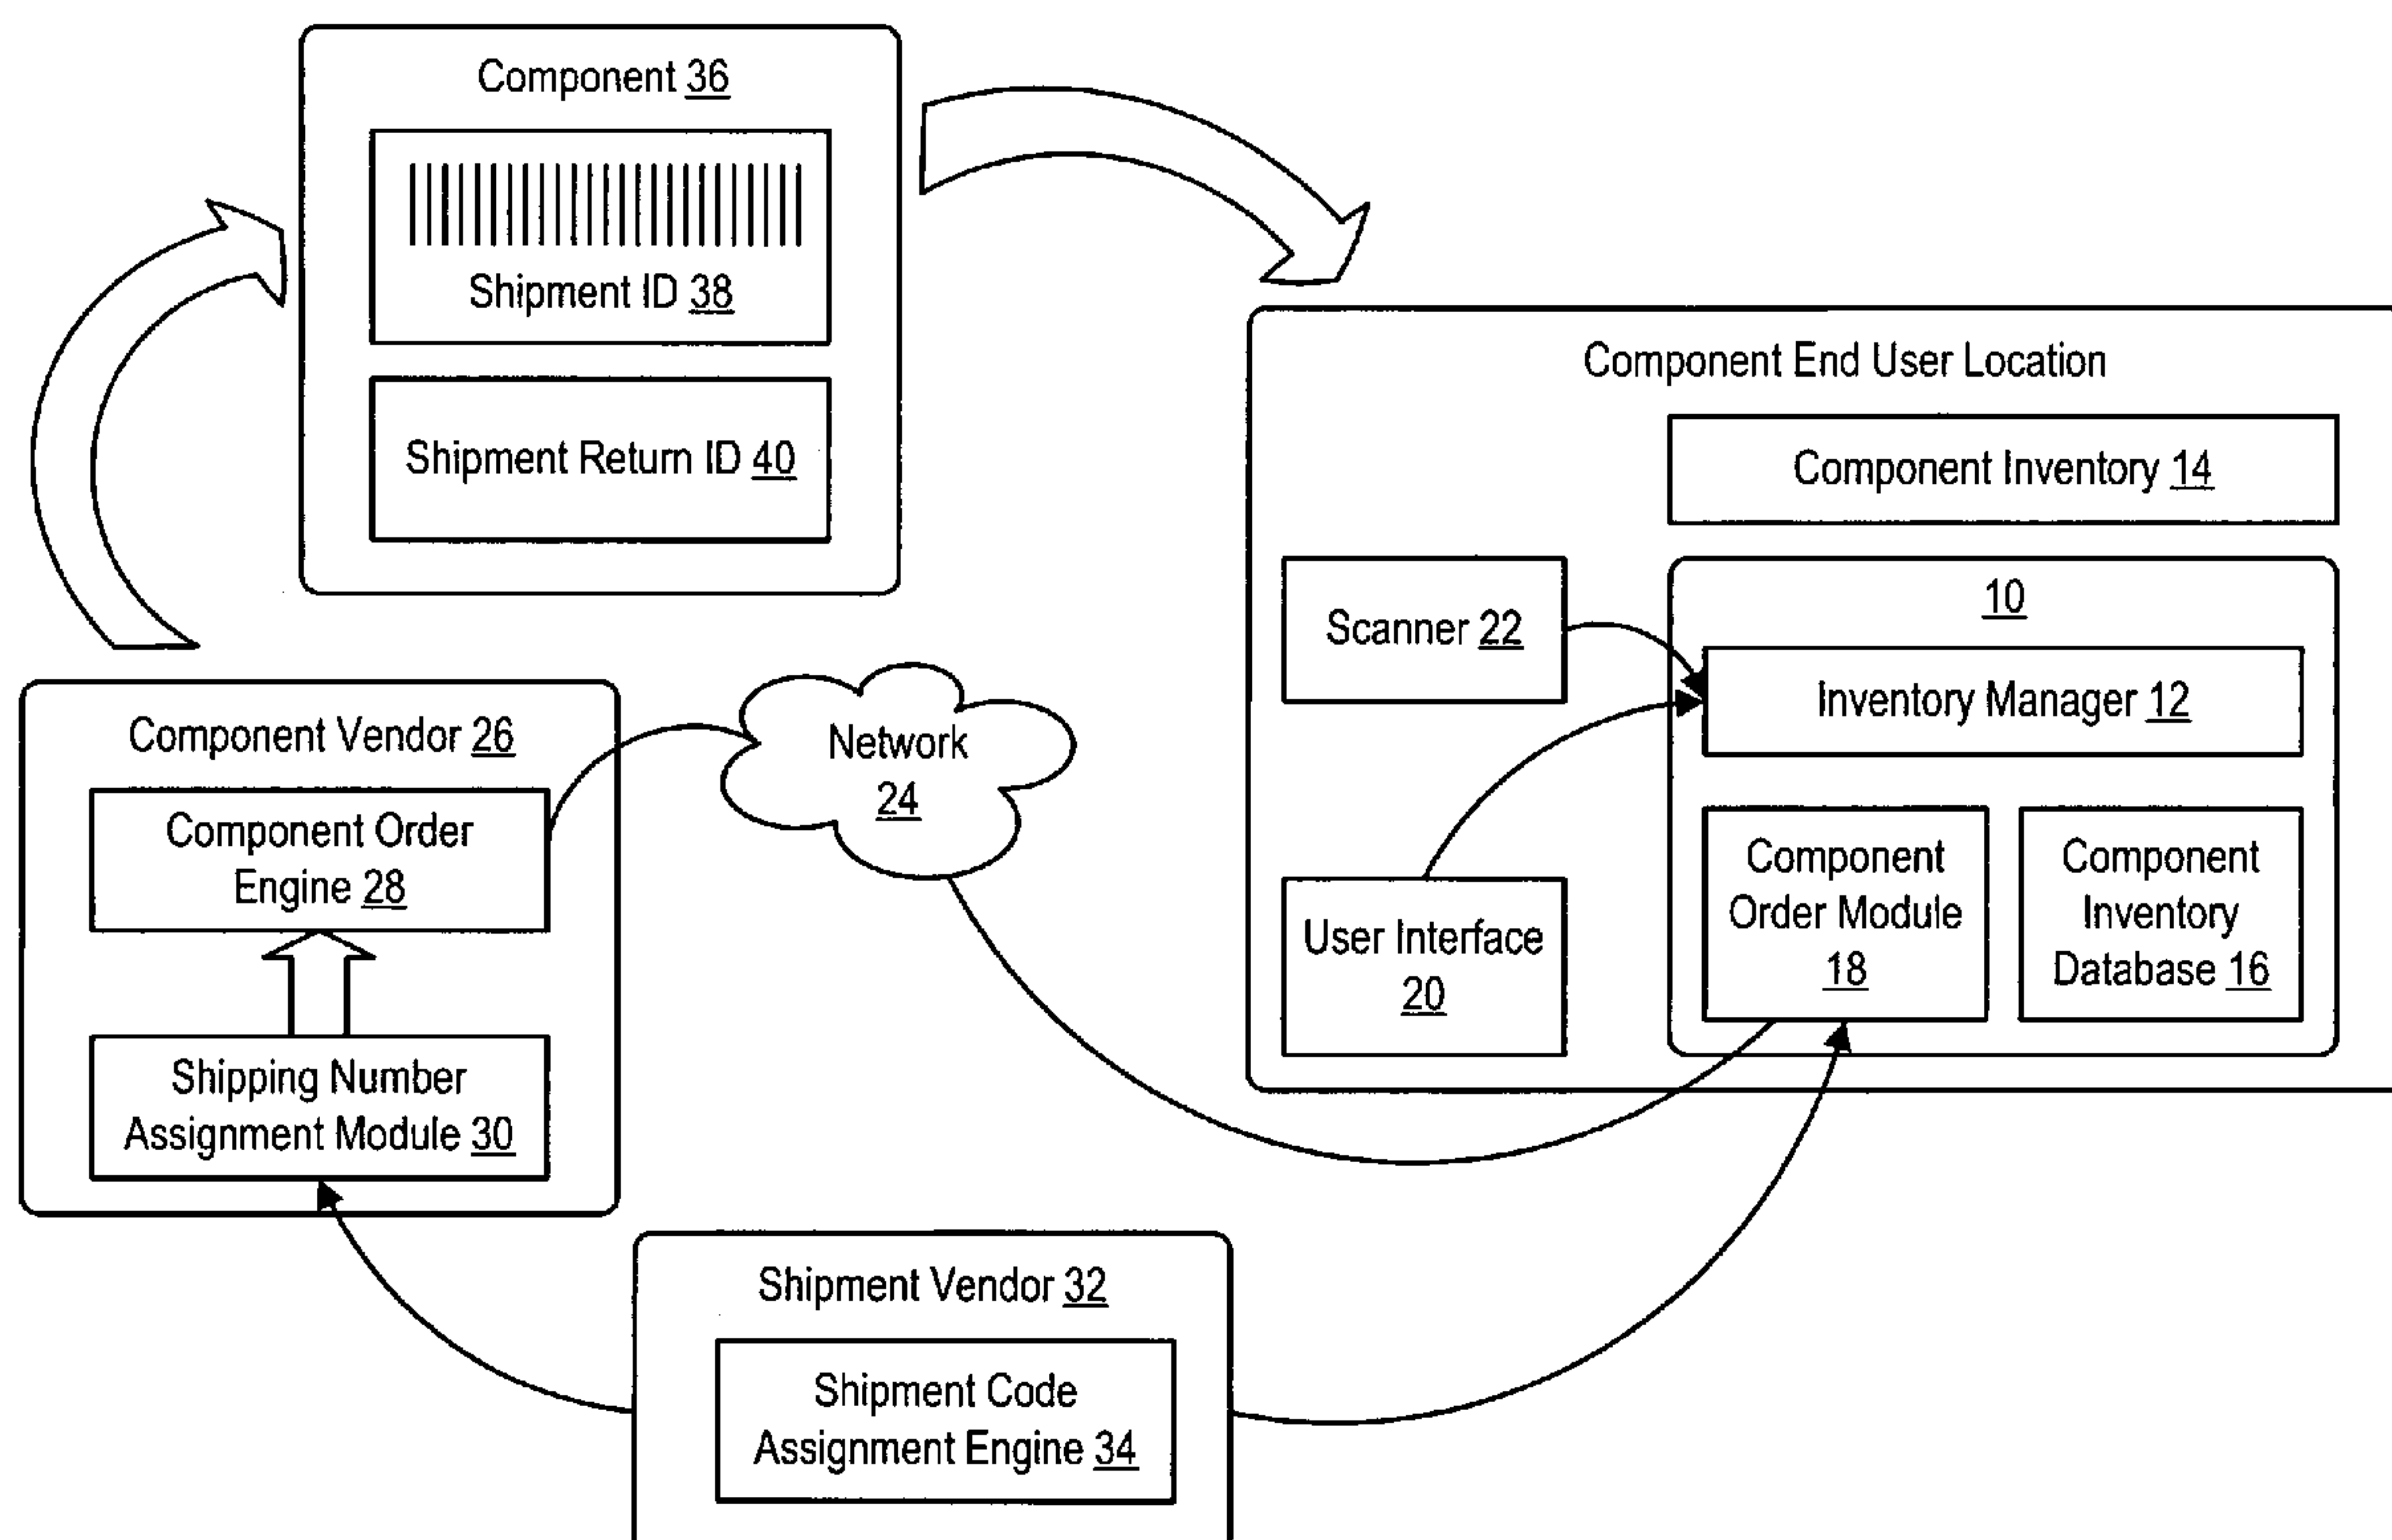 Component 36
Shipment ID 38
Shipment Return ID 40
Component End User Location
Component Inventory 14
Scanner 22
10
Inventory Manager 12
Component
Order Module
18
Component
Inventory
Database 16
User Interface
20
Network
24
Component Vendor 26
Component Order
Engine 28
Shipping Number
Assignment Module 30
Shipment Vendor 32
Shipment Code
Assignment Engine 34